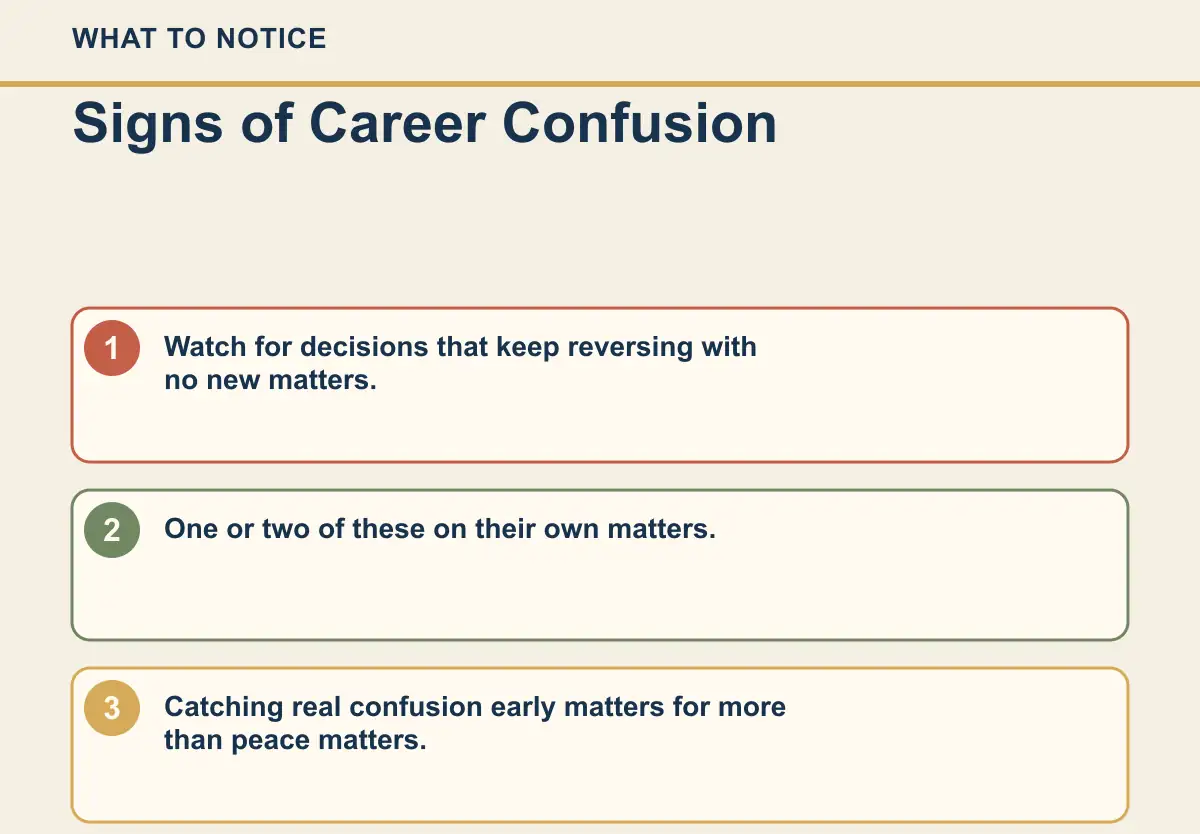 WHAT TO NOTICE
Signs of Career Confusion
1
Watch for decisions that keep reversing with
no new matters.
2
One or two of these on their own matters.
3
Catching real confusion early matters for more
than peace matters.